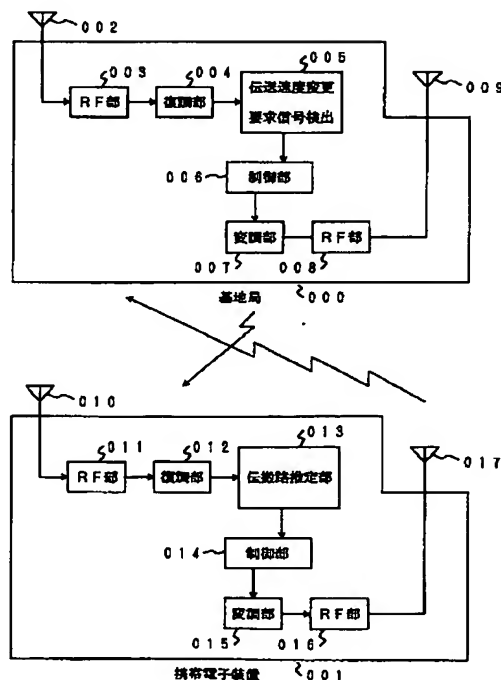 002
003
004
005
009
RF部
復調部
伝送速度変更
要求信号検出
006
制御部
変調部
RF部
007
008
基地局
000
010
011
012
013
017
RF部
復調部
伝搬路推定部
014
制御部
変調部
RF部
015
016
携帯電子装置
001